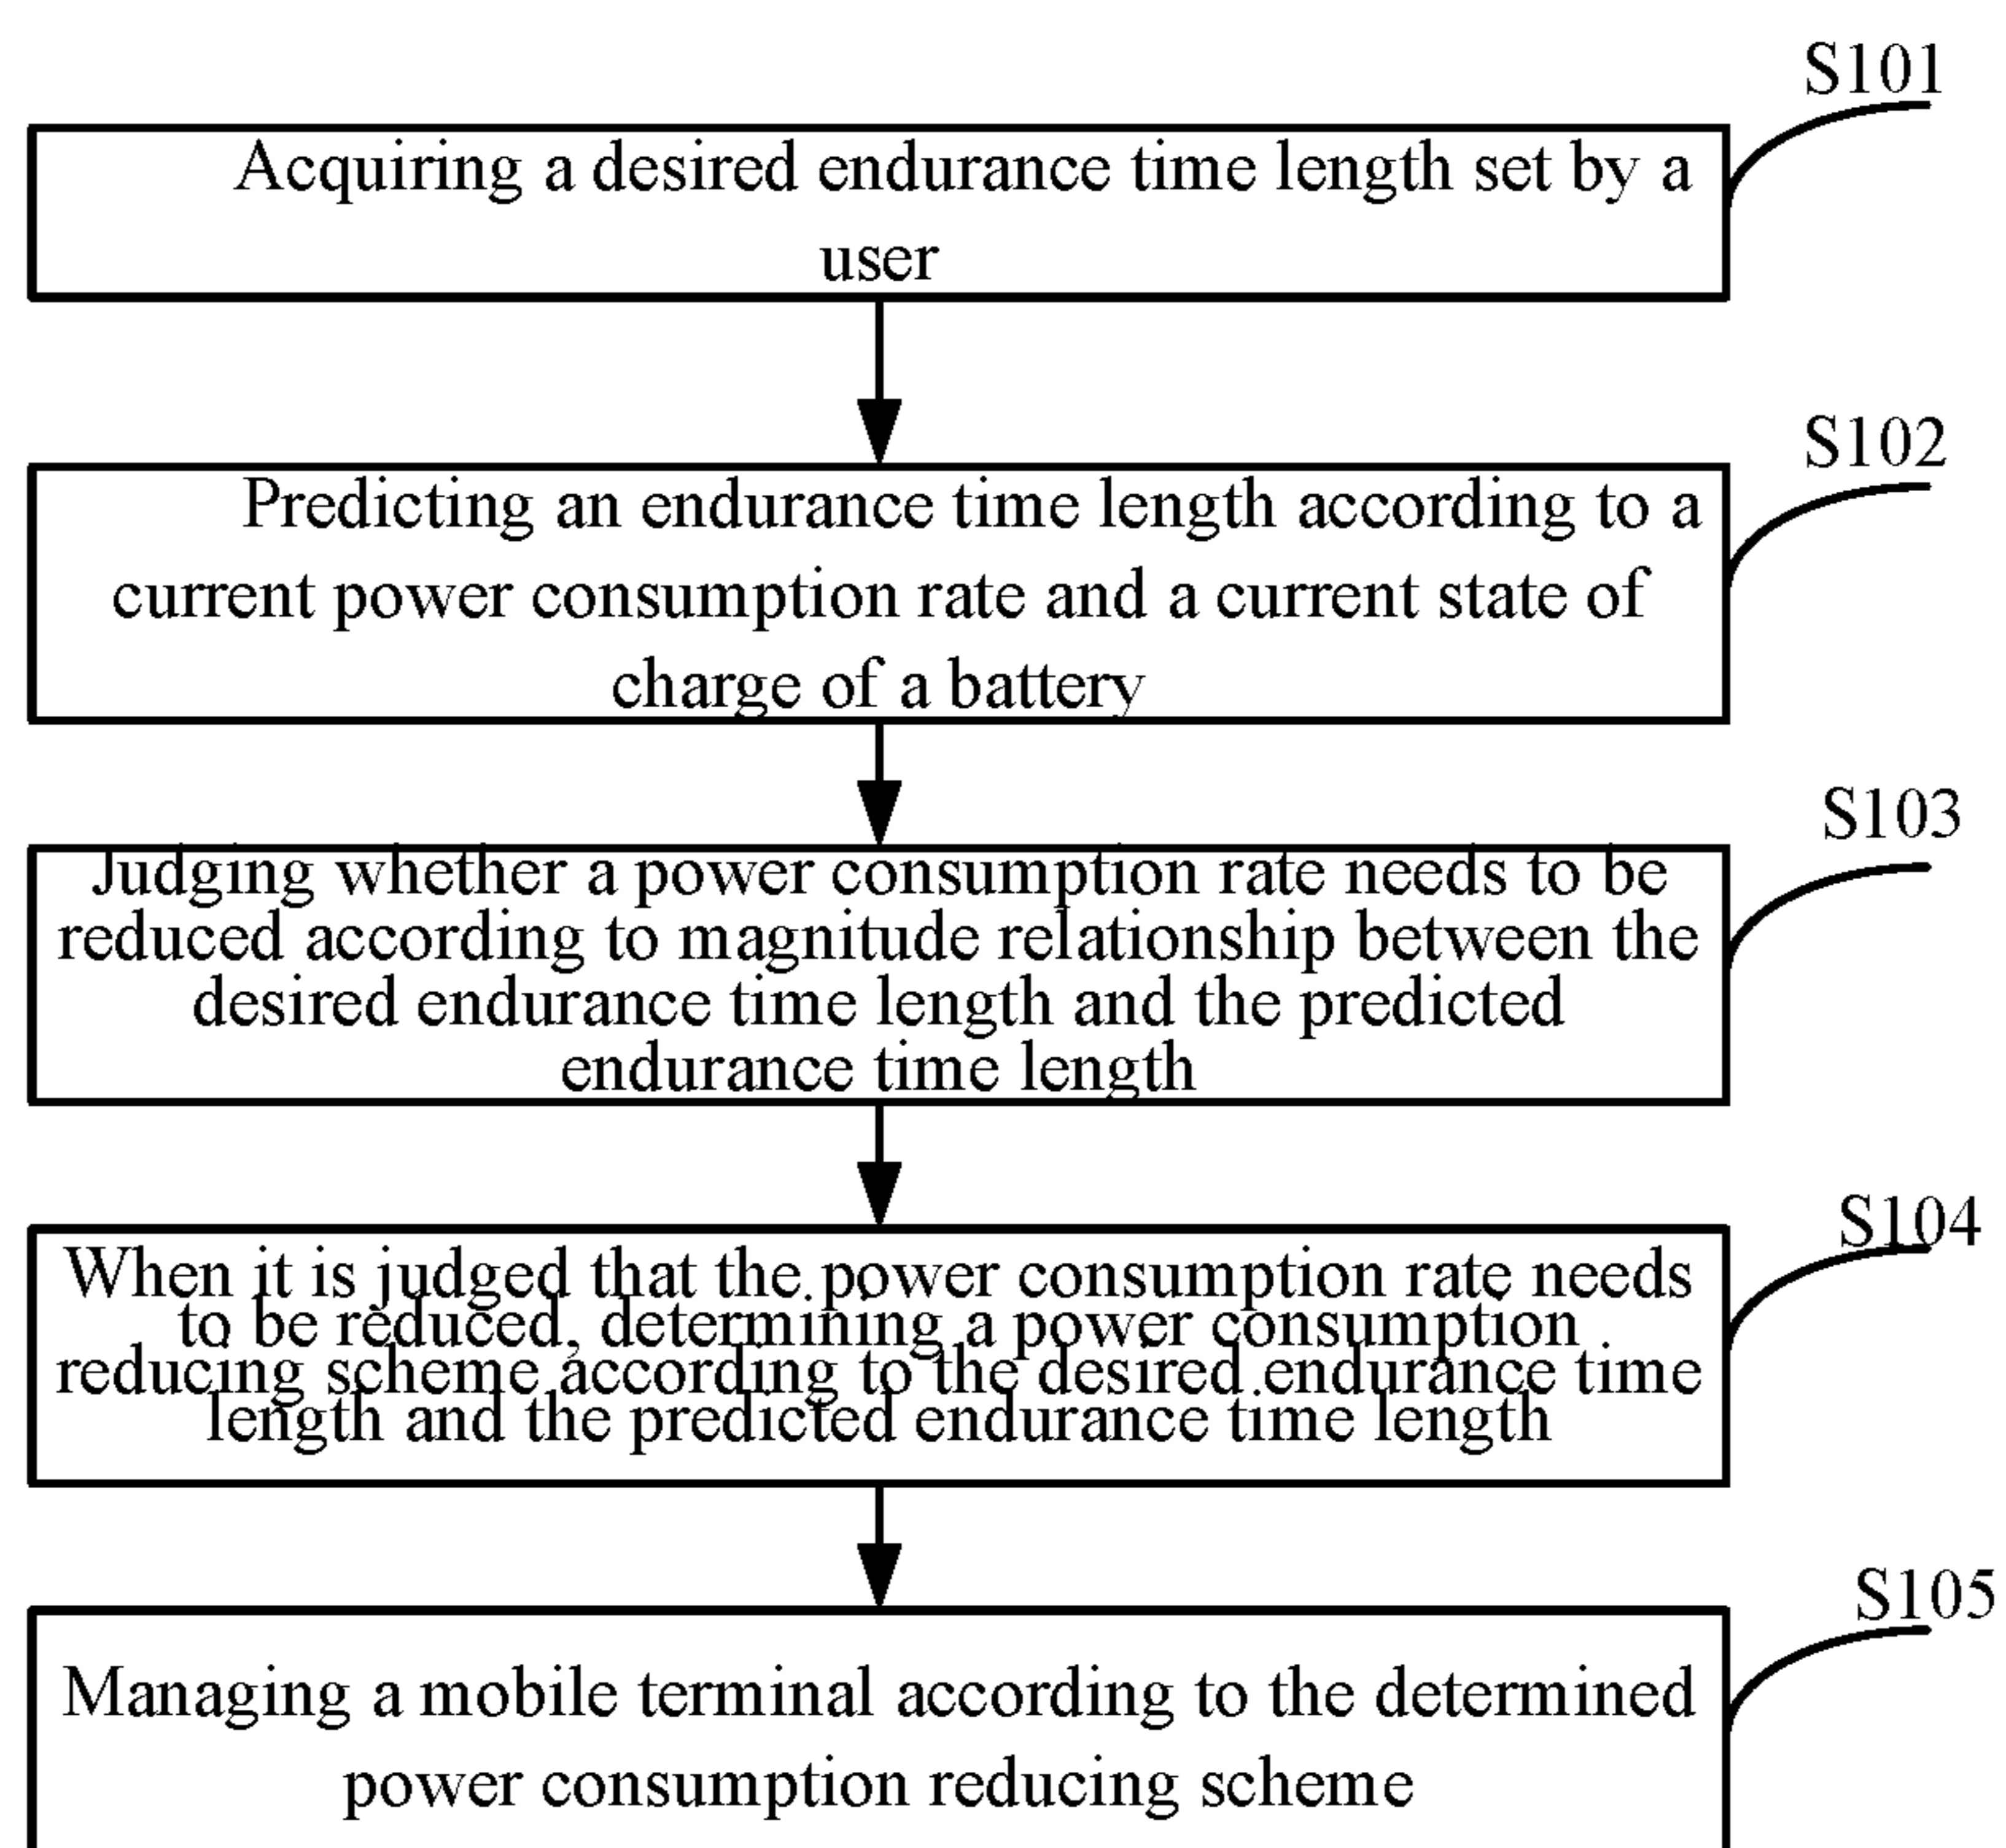 S101
Acquiring a desired endurance time length set by a
user
S102
Predicting an endurance time length according to a
current power consumption rate and a current state of
charge of a battery
S103
Judging whether a power consumption rate needs to be
reduced according to magnitude relationship between the
desired endurance time length and the predicted
endurance time length
S104
When it is judged that the power consumption rate needs
to be reduced, determining a power consumption
reducing scheme according to the desired endurance time
length and the predicted endurance time length
S105
Managing a mobile terminal according to the determined
power consumption reducing scheme